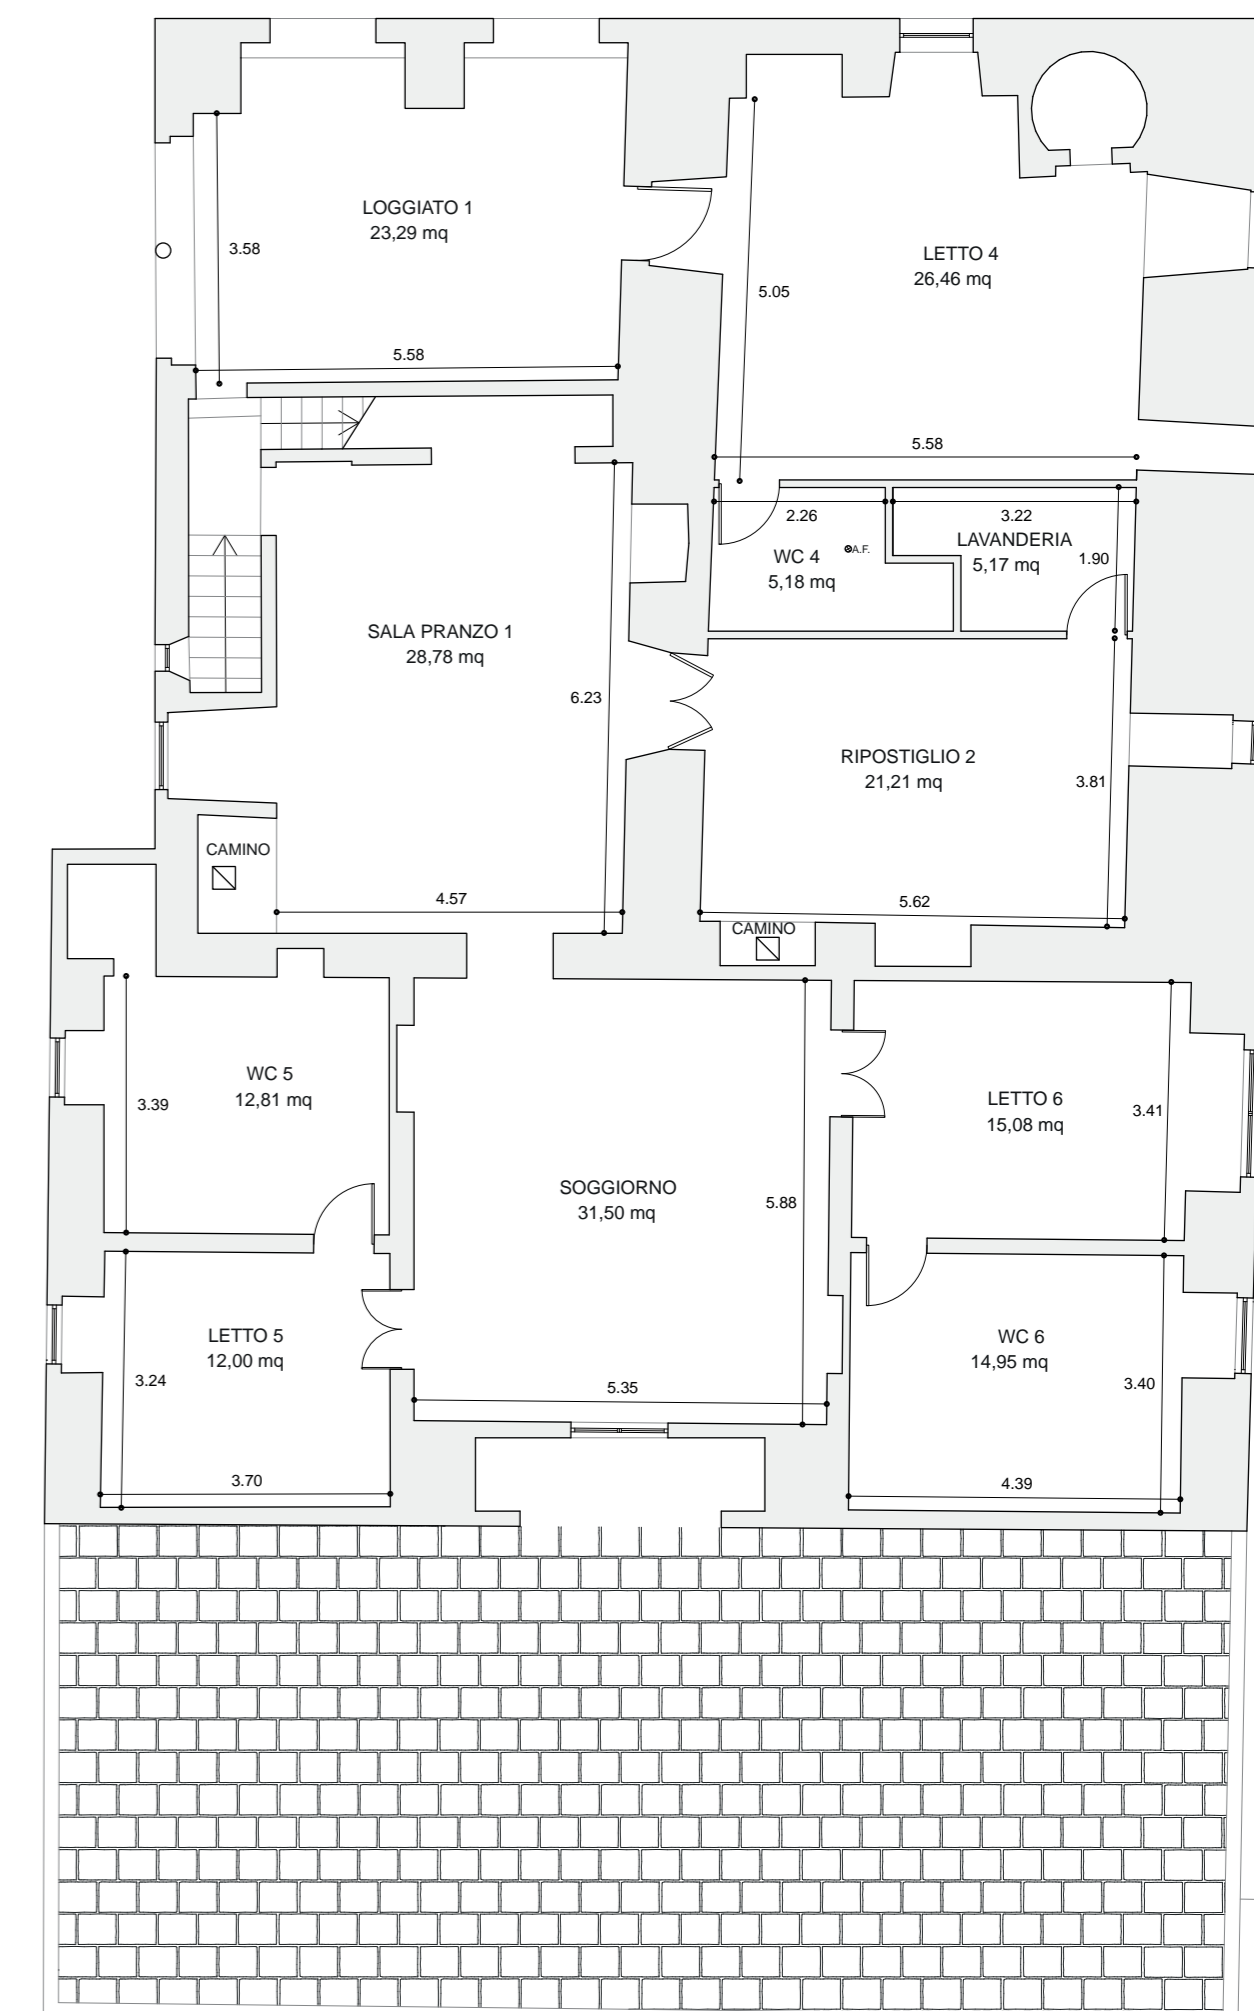 LOGGIATO 1
23,29 mq
3.58
5.58
LETTO 4
26,46 mq
5.05
5.58
2.26
3.22
WC 4
5,18 mq
A.F.
LAVANDERIA
5,17 mq
1.90
SALA PRANZO 1
28,78 mq
6.23
4.57
CAMINO
RIPOSTIGLIO 2
21,21 mq
3.81
5.62
CAMINO
WC 5
12,81 mq
3.39
SOGGIORNO
31,50 mq
5.88
5.35
LETTO 6
15,08 mq
3.41
LETTO 5
12,00 mq
3.24
3.70
WC 6
14,95 mq
3.40
4.39